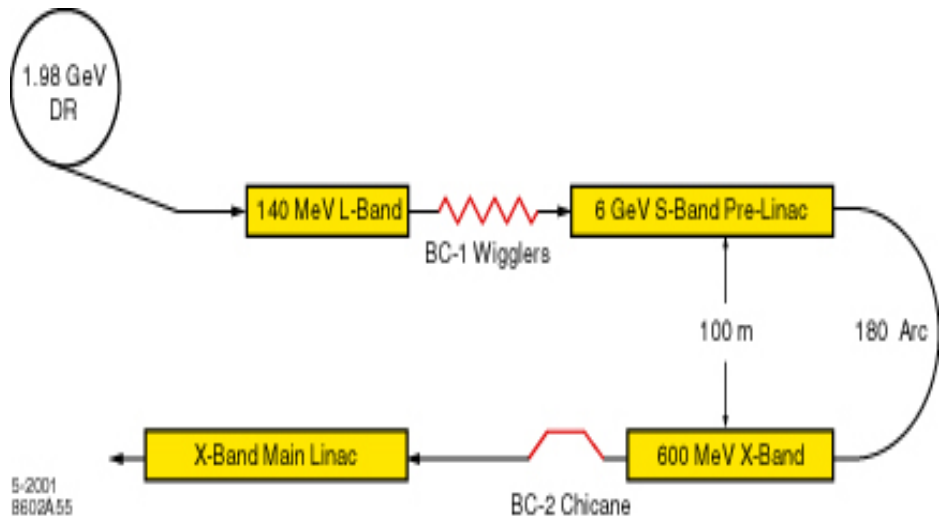 1.98 GeV
DR
140 MeV L-Band
BC-1 Wigglers
6 GeV S-Band Pre-Linac
100 m
180 Arc
X-Band Main Linac
BC-2 Chicane
600 MeV X-Band
5-2001
8602A55